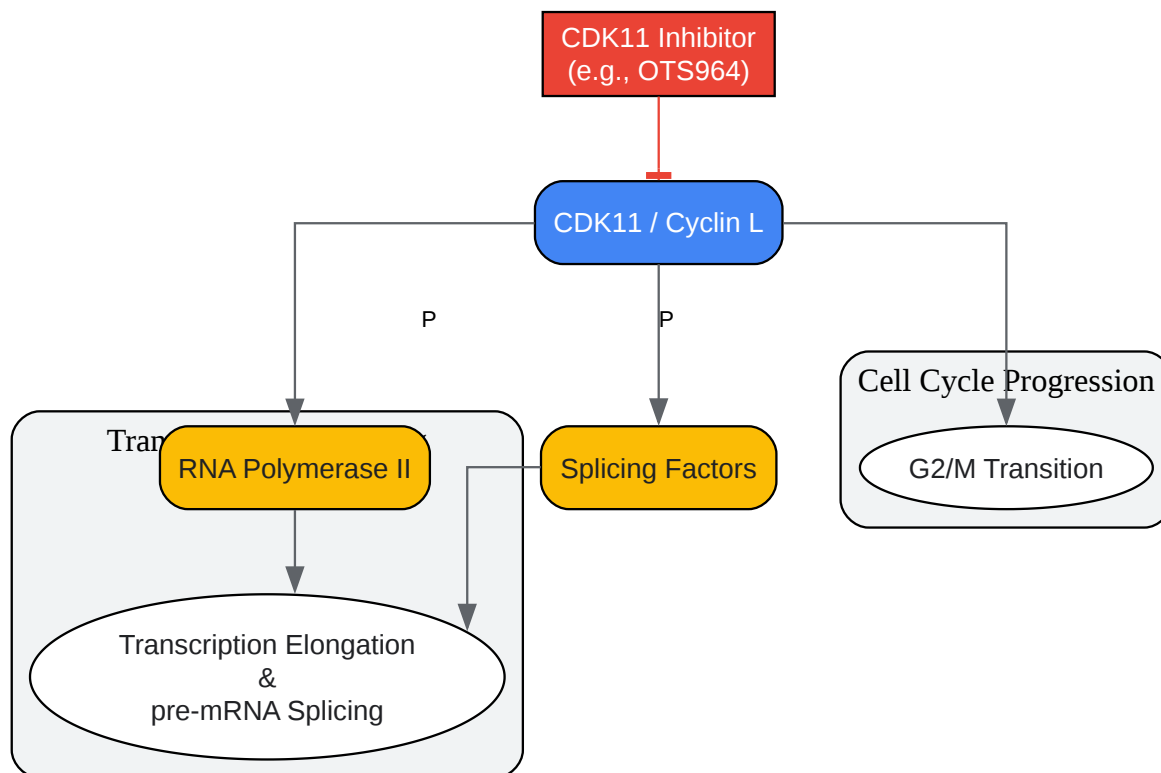 CDK11 Inhibitor
(e.g., OTS964)
CDK11 / Cyclin L
P
P
Cell Cycle Progression
RNA Polymerase II
Splicing Factors
G2/M Transition
Transcription Elongation
&
pre-mRNA Splicing